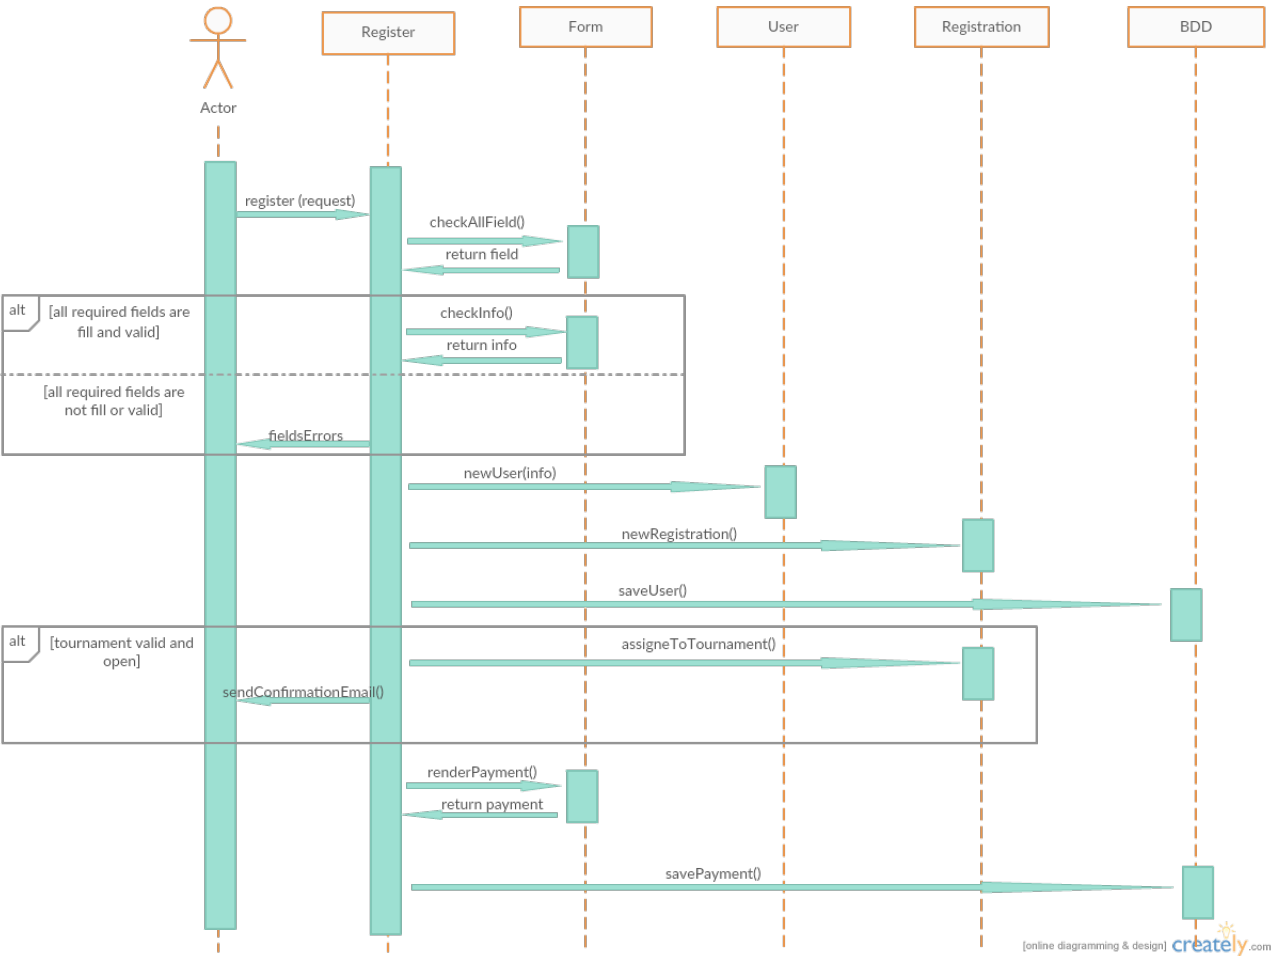 Actor
Register
Form
User
Registration
BDD
register (request)
checkAllField()
return field
alt
[all required fields are
fill and valid]
checkInfo()
return info
[all required fields are
not fill or valid]
fieldsErrors
newUser(info)
newRegistration()
saveUser()
alt
[tournament valid and
open]
assigneToTournament()
sendConfirmationEmail()
renderPayment()
return payment
savePayment()
[online diagramming & design] creately.com